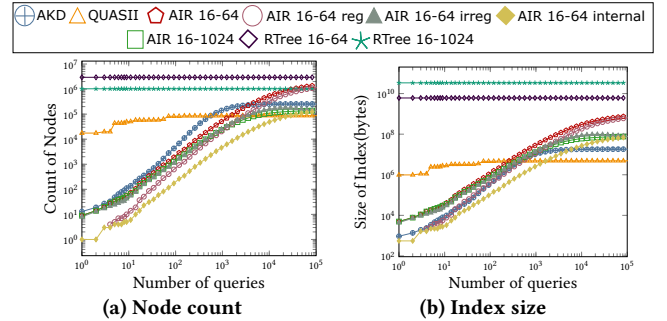 AKD QUASII AIR 16-64 AIR 16-64 reg AIR 16-64 irreg AIR 16-64 internal
AIR 16-1024 RTree 16-64 RTree 16-1024
Count of Nodes
10^7
10^6
10^5
10^4
10^3
10^2
10^1
10^0
10^0 10^1 10^2 10^3 10^4 10^5
Number of queries
(a) Node count
Size of Index(bytes)
10^10
10^8
10^6
10^4
10^2
10^0 10^1 10^2 10^3 10^4 10^5
Number of queries
(b) Index size